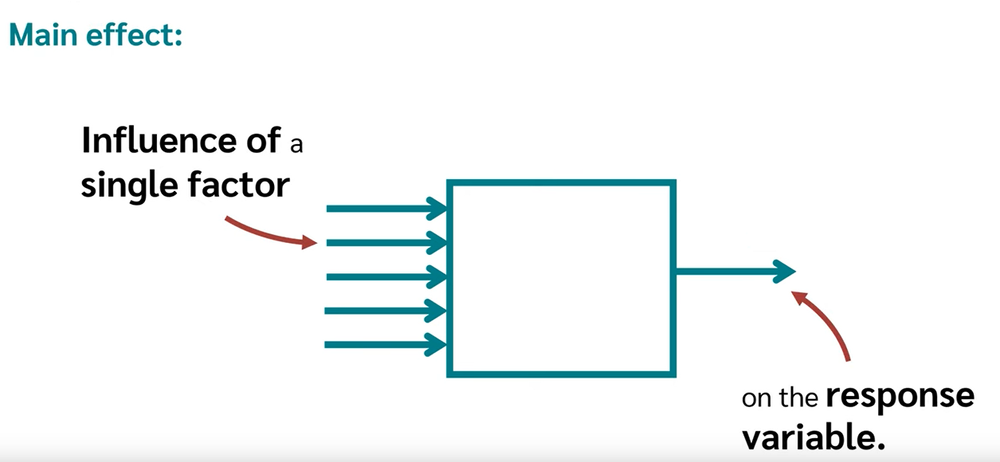 Main effect:
Influence of a
single factor
on the response
variable.